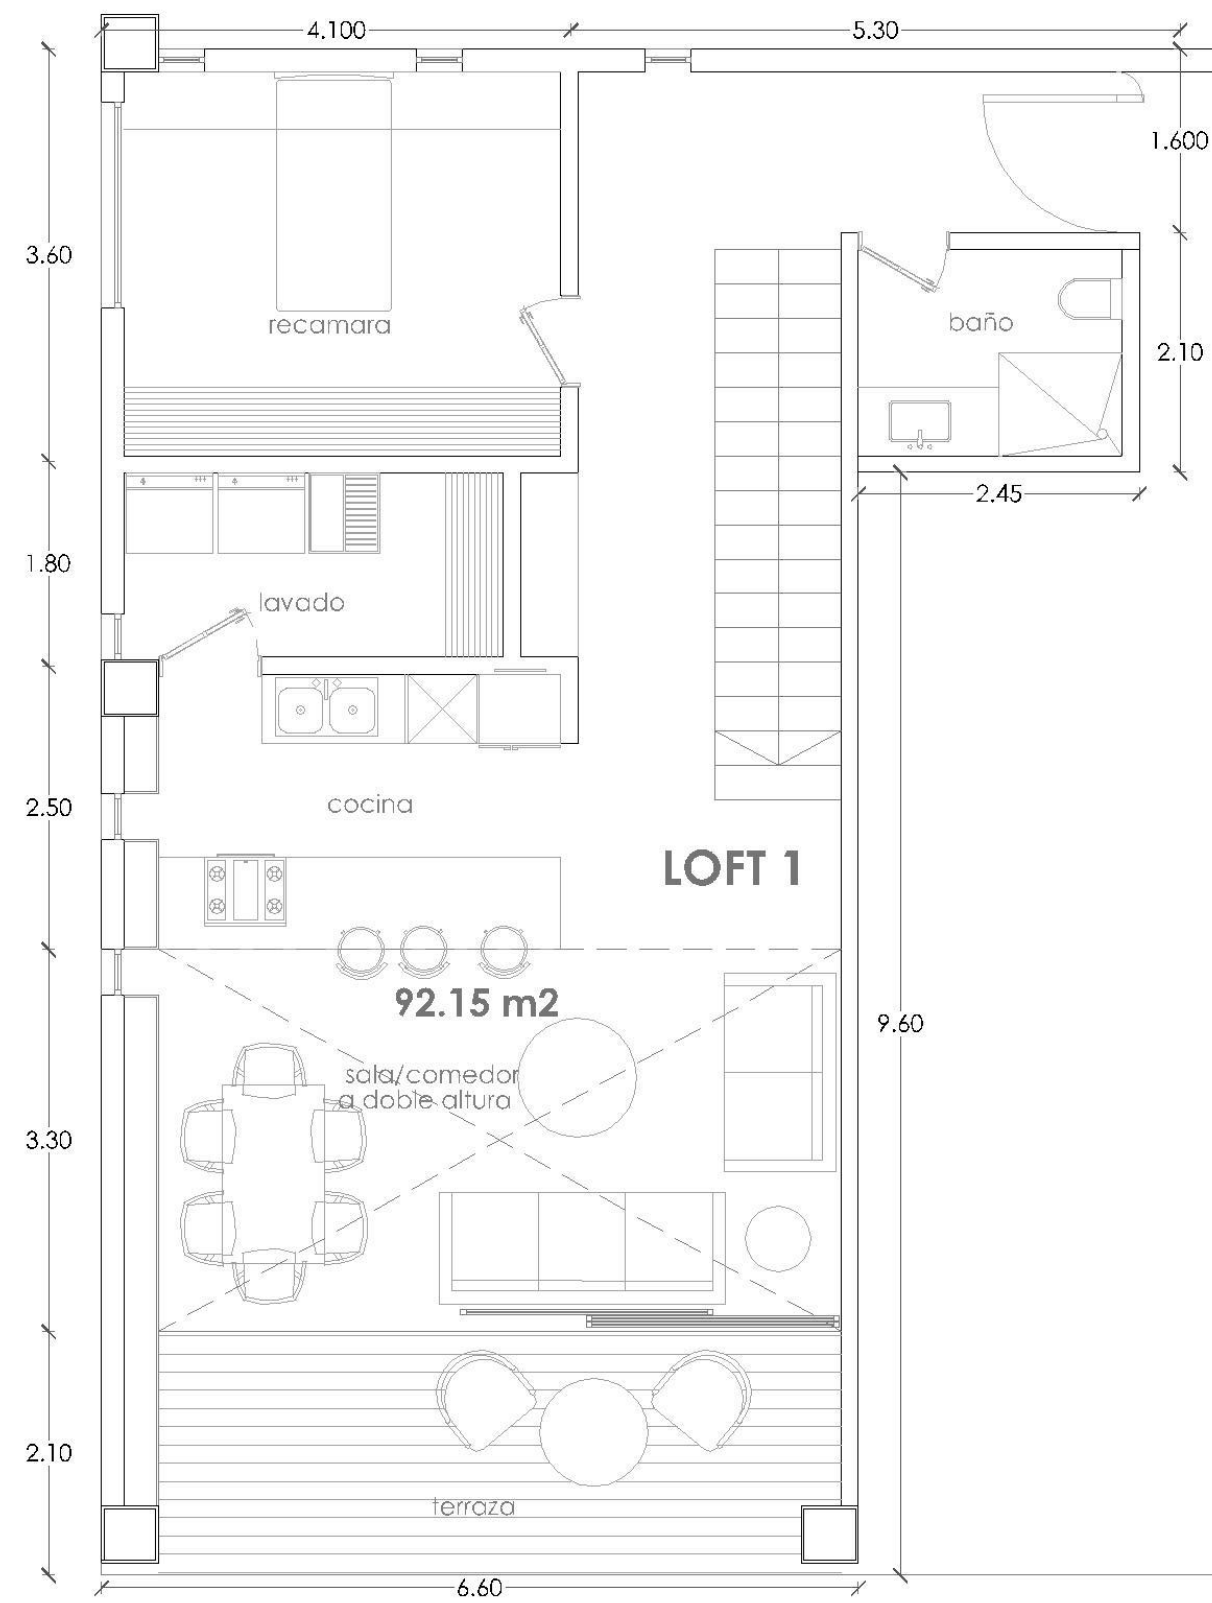 4.100
5.30
1.600
3.60
recamara
baño
2.10
2.45
1.80
lavado
2.50
cocina
LOFT 1
92.15 m2
9.60
sala/comedor
a doble altura
3.30
2.10
terraza
6.60